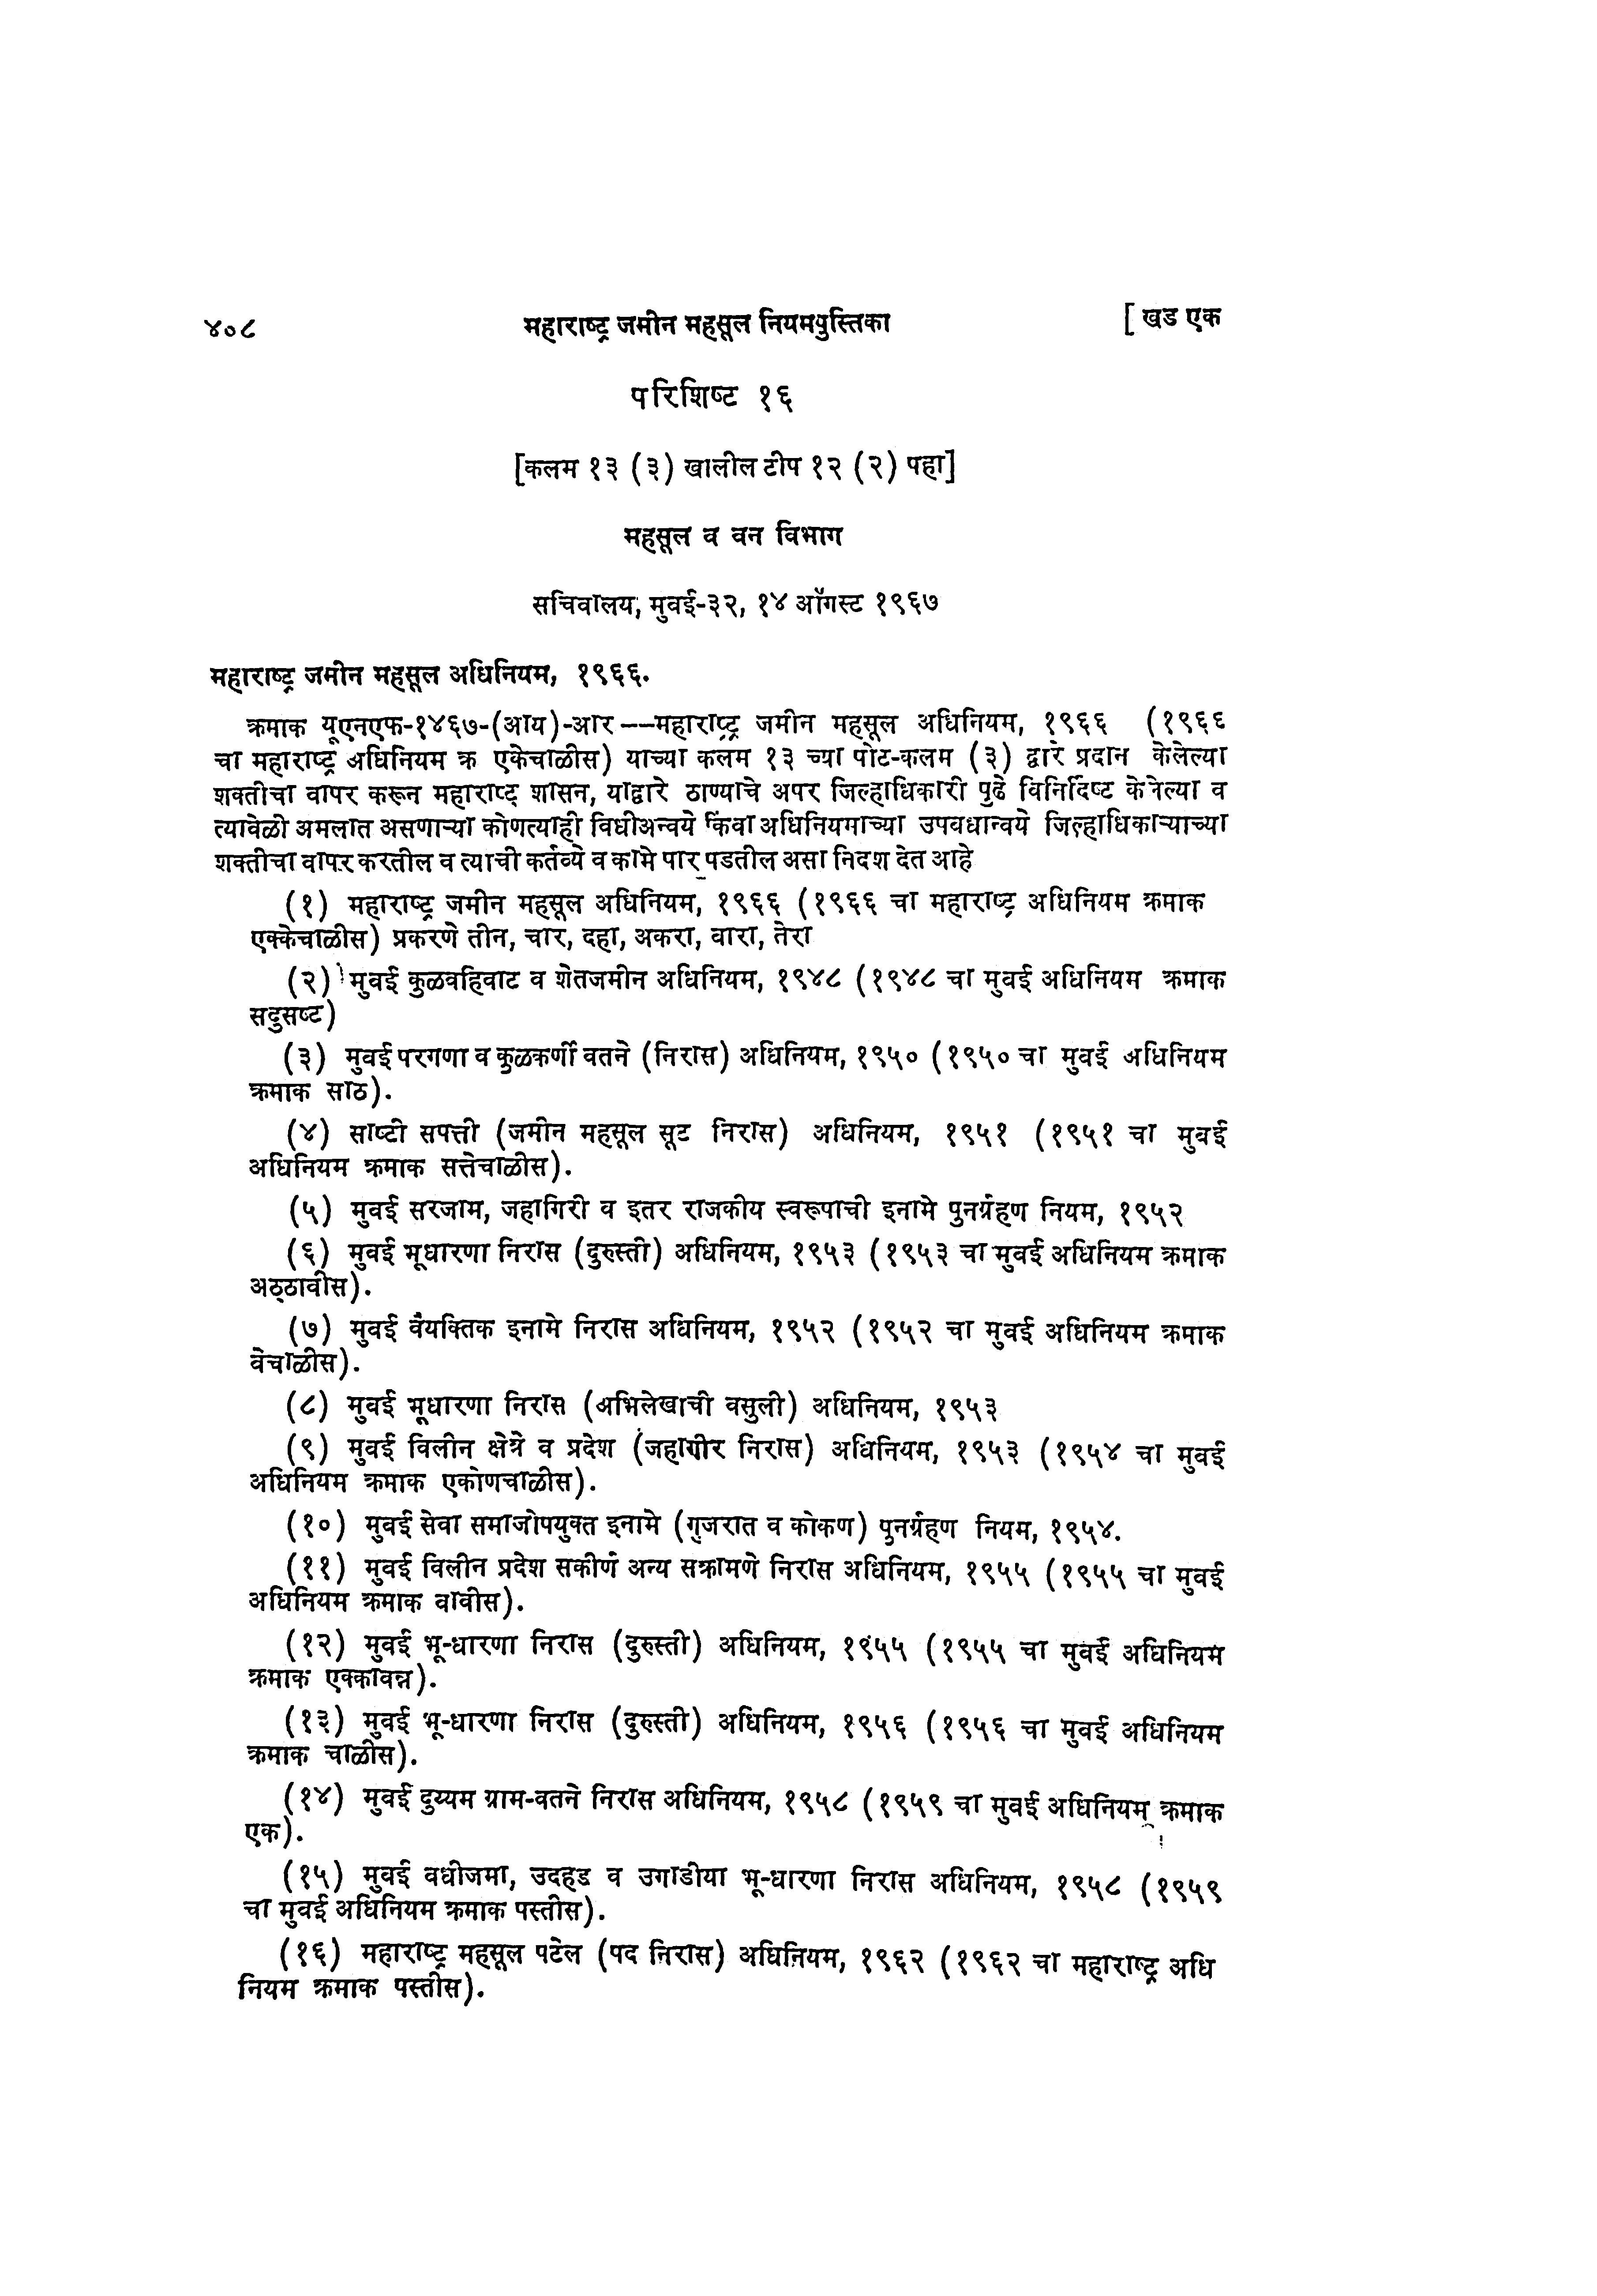 ४०८ महाराष्ट्र जमीन महसूल नियमपुस्तिका [ खड एक
परिशिष्ट १६
[कलम १३ (३) खालील टीप १२ (२) पहा]
महसूल व वन विभाग
सचिवालय, मुवई-३२, १४ ऑगस्ट १९६७
महाराष्ट्र जमीन महसूल अधिनियम, १९६६.
क्रमाक यूएनएफ-१४६७-(आय)-आर —–महाराष्ट्र जमीन महसूल अधिनियम, १९६६ (१९६६
चा महाराष्ट्र अधिनियम क्र एकेचाळीस) याच्या कलम १३ च्या पोट-कलम (३) द्वारे प्रदान केलेल्या
शक्तीचा वापर करून महाराष्ट्र शासन, याद्वारे ठाण्याचे अपर जिल्हाधिकारी पुढे विनिर्दिष्ट केलेल्या व
त्यावेळी अमलात असणाऱ्या कोणत्याही विधीअन्वये किंवा अधिनियमाच्या उपवधान्वये जिल्हाधिकाऱ्याच्या
शक्तीचा वापर करतील व त्याची कर्तव्ये व कामे पार पडतील असा निदश देत आहे
(१) महाराष्ट्र जमीन महसूल अधिनियम, १९६६ (१९६६ चा महाराष्ट्र अधिनियम क्रमाक
एक्केचाळीस) प्रकरणे तीन, चार, दहा, अकरा, वारा, तेरा
(२) मुवई कुळवहिवाट व शेतजमीन अधिनियम, १९४८ (१९४८ चा मुवई अधिनियम क्रमाक
सदुसष्ट)
(३) मुवई परगणा व कुळकर्णी वतने (निरास) अधिनियम, १९५० (१९५० चा मुवई अधिनियम
क्रमाक साठ).
(४) साष्टी सपत्ती (जमीन महसूल सूट निरास) अधिनियम, १९५१ (१९५१ चा मुवई
अधिनियम क्रमाक सत्तेचाळीस).
(५) मुवई सरजाम, जहागिरी व इतर राजकीय स्वरूपाची इनामे पुनर्ग्रहण नियम, १९५२
(६) मुवई भूधारणा निरास (दुरुस्ती) अधिनियम, १९५३ (१९५३ चा मुवई अधिनियम क्रमाक
अठ्ठावीस).
(७) मुवई वैयक्तिक इनामे निरास अधिनियम, १९५२ (१९५२ चा मुवई अधिनियम क्रमाक
वेचाळीस).
(८) मुवई भूधारणा निरास (अभिलेखाची वसुली) अधिनियम, १९५३
(९) मुवई विलीन क्षेत्रे व प्रदेश (जहागीर निरास) अधिनियम, १९५३ (१९५४ चा मुवई
अधिनियम क्रमाक एकोणचाळीस).
(१०) मुवई सेवा समाजोपयुक्त इनामे (गुजरात व कोकण) पुनर्ग्रहण नियम, १९५४.
(११) मुवई विलीन प्रदेश सकीर्ण अन्य सक्रामणे निरास अधिनियम, १९५५ (१९५५ चा मुवई
अधिनियम क्रमाक वावीस).
(१२) मुवई भू-धारणा निरास (दुरुस्ती) अधिनियम, १९५५ (१९५५ चा मुवई अधिनियम
क्रमाक एक्कावन्न).
(१३) मुवई भू-धारणा निरास (दुरुस्ती) अधिनियम, १९५६ (१९५६ चा मुवई अधिनियम
क्रमाक चाळीस).
(१४) मुवई दुय्यम ग्राम-वतने निरास अधिनियम, १९५८ (१९५९ चा मुवई अधिनियम क्रमाक
एक).
(१५) मुवई वधीजमा, उदहड व उगाडीया भू-धारणा निरास अधिनियम, १९५८ (१९५९
चा मुवई अधिनियम क्रमाक पस्तीस).
(१६) महाराष्ट्र महसूल पटेल (पद निरास) अधिनियम, १९६२ (१९६२ चा महाराष्ट्र अधि
नियम क्रमाक पस्तीस).